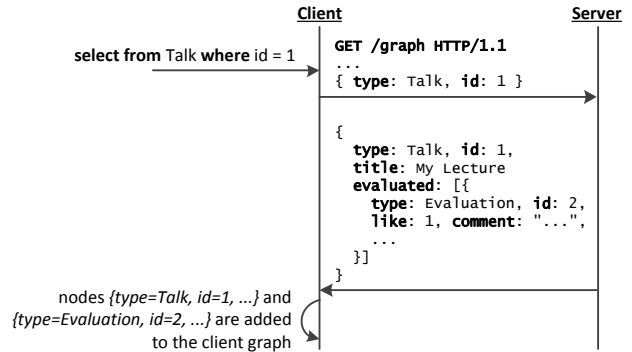 Client Server
select from Talk where id = 1
GET /graph HTTP/1.1
...
{ type: Talk, id: 1 }
{
type: Talk, id: 1,
title: My Lecture
evaluated: [{
type: Evaluation, id: 2,
like: 1, comment: "...",
...
}]
}
nodes {type=Talk, id=1, ...} and
{type=Evaluation, id=2, ...} are added
to the client graph